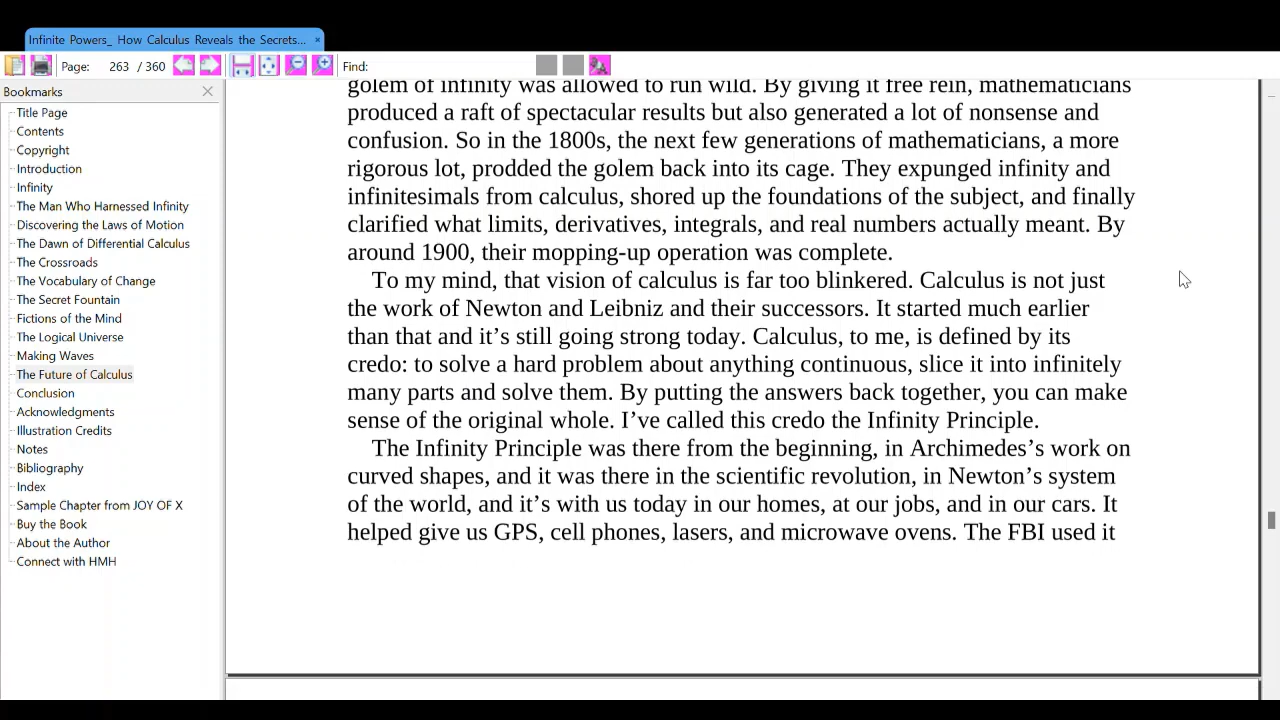 Infinite Powers_ How Calculus Reveals the Secrets... ×
Page: 263 / 360 Find:
Bookmarks
Title Page
Contents
Copyright
Introduction
Infinity
The Man Who Harnessed Infinity
Discovering the Laws of Motion
The Dawn of Differential Calculus
The Crossroads
The Vocabulary of Change
The Secret Fountain
Fictions of the Mind
The Logical Universe
Making Waves
The Future of Calculus
Conclusion
Acknowledgments
Illustration Credits
Notes
Bibliography
Index
Sample Chapter from JOY OF X
Buy the Book
About the Author
Connect with HMH
golem of infinity was allowed to run wild. By giving it free rein, mathematicians
produced a raft of spectacular results but also generated a lot of nonsense and
confusion. So in the 1800s, the next few generations of mathematicians, a more
rigorous lot, prodded the golem back into its cage. They expunged infinity and
infinitesimals from calculus, shored up the foundations of the subject, and finally
clarified what limits, derivatives, integrals, and real numbers actually meant. By
around 1900, their mopping-up operation was complete.
To my mind, that vision of calculus is far too blinkered. Calculus is not just
the work of Newton and Leibniz and their successors. It started much earlier
than that and it’s still going strong today. Calculus, to me, is defined by its
credo: to solve a hard problem about anything continuous, slice it into infinitely
many parts and solve them. By putting the answers back together, you can make
sense of the original whole. I’ve called this credo the Infinity Principle.
The Infinity Principle was there from the beginning, in Archimedes’s work on
curved shapes, and it was there in the scientific revolution, in Newton’s system
of the world, and it’s with us today in our homes, at our jobs, and in our cars. It
helped give us GPS, cell phones, lasers, and microwave ovens. The FBI used it